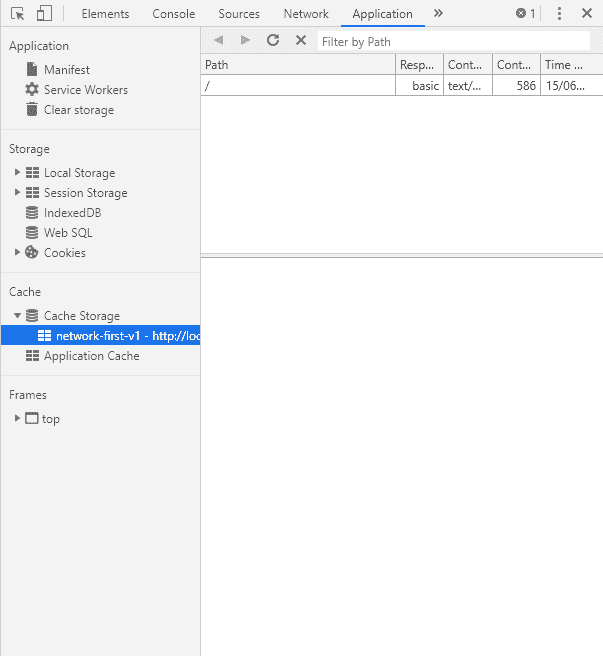 Elements Console Sources Network Application » 1
Application
Manifest
Service Workers
Clear storage
Storage
Local Storage
Session Storage
IndexedDB
Web SQL
Cookies
Cache
Cache Storage
network-first-v1 - http://loc
Application Cache
Frames
top
Filter by Path
Path Resp... Cont... Cont... Time ...
/ basic text/... 586 15/06...